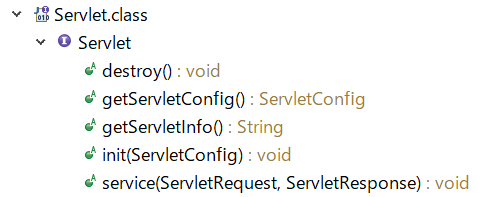 Servlet.class
Servlet
destroy() : void
getServletConfig() : ServletConfig
getServletInfo() : String
init(ServletConfig) : void
service(ServletRequest, ServletResponse) : void